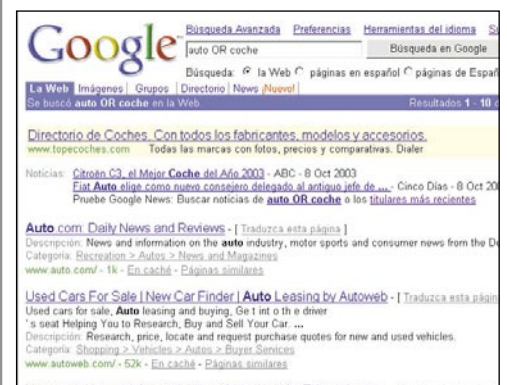 Google
Búsqueda Avanzada Preferencias Herramientas del idioma
auto OR coche Búsqueda en Google
Búsqueda: la Web páginas en español páginas de Españ
La Web Imágenes Grupos Directorio News ¡Nuevo!
Se buscó auto OR coche en la Web. Resultados 1 - 10 d
Directorio de Coches. Con todos los fabricantes, modelos y accesorios.
www.topecoches.com Todas las marcas con fotos, precios y comparativas. Dialer
Noticias: Citroën C3, el Mejor Coche del Año 2003 - ABC - 8 Oct 2003
Fiat Auto elige como nuevo consejero delegado al antiguo jefe de ... - Cinco Días - 8 Oct 20
Pruebe Google News: Buscar noticias de auto OR coche o los titulares más recientes
Auto.com: Daily News and Reviews - [ Traduzca esta página ]
Descripción: News and information on the auto industry, motor sports and consumer news from the De
Categoría: Recreation > Autos > News and Magazines
www.auto.com/ - 1k - En caché - Páginas similares
Used Cars For Sale | New Car Finder | Auto Leasing by Autoweb - [ Traduzca esta págin
Used cars for sale, Auto leasing and buying, Ge t int o th e driver
' s seat Helping You to Research, Buy and Sell Your Car. ...
Descripción: Research, price, locate and request purchase quotes for new and used vehicles.
Categoría: Shopping > Vehicles > Autos > Buyer Services
www.autoweb.com/ - 52k - En caché - Páginas similares